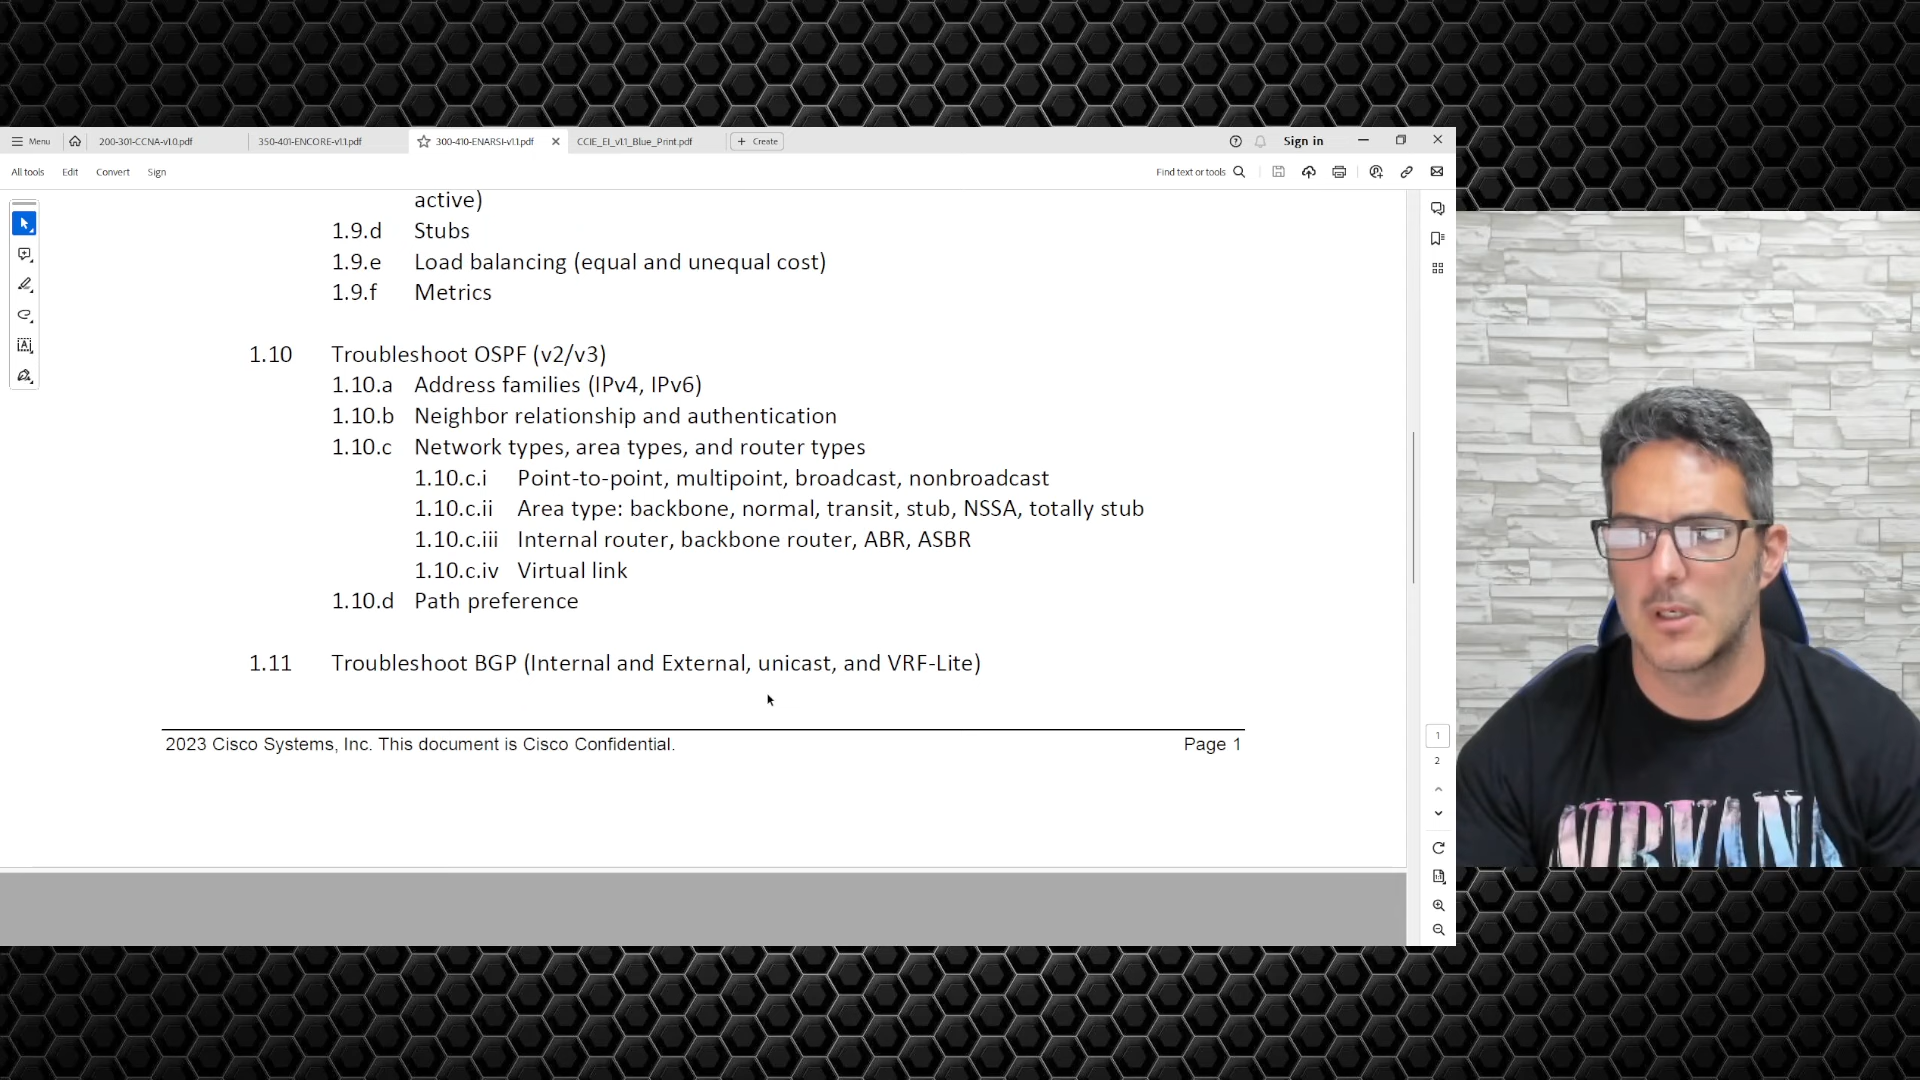 Menu
200-301-CCNA-v1.0.pdf
350-401-ENCORE-v1.1.pdf
300-410-ENARSI-v1.1.pdf
CCIE_EI_v1.1_Blue_Print.pdf
+ Create
Sign in
All tools
Edit
Convert
Sign
Find text or tools
active)
1.9.d Stubs
1.9.e Load balancing (equal and unequal cost)
1.9.f Metrics
1.10 Troubleshoot OSPF (v2/v3)
1.10.a Address families (IPv4, IPv6)
1.10.b Neighbor relationship and authentication
1.10.c Network types, area types, and router types
1.10.c.i Point-to-point, multipoint, broadcast, nonbroadcast
1.10.c.ii Area type: backbone, normal, transit, stub, NSSA, totally stub
1.10.c.iii Internal router, backbone router, ABR, ASBR
1.10.c.iv Virtual link
1.10.d Path preference
1.11 Troubleshoot BGP (Internal and External, unicast, and VRF-Lite)
2023 Cisco Systems, Inc. This document is Cisco Confidential.
Page 1
1
2
NIRVANA